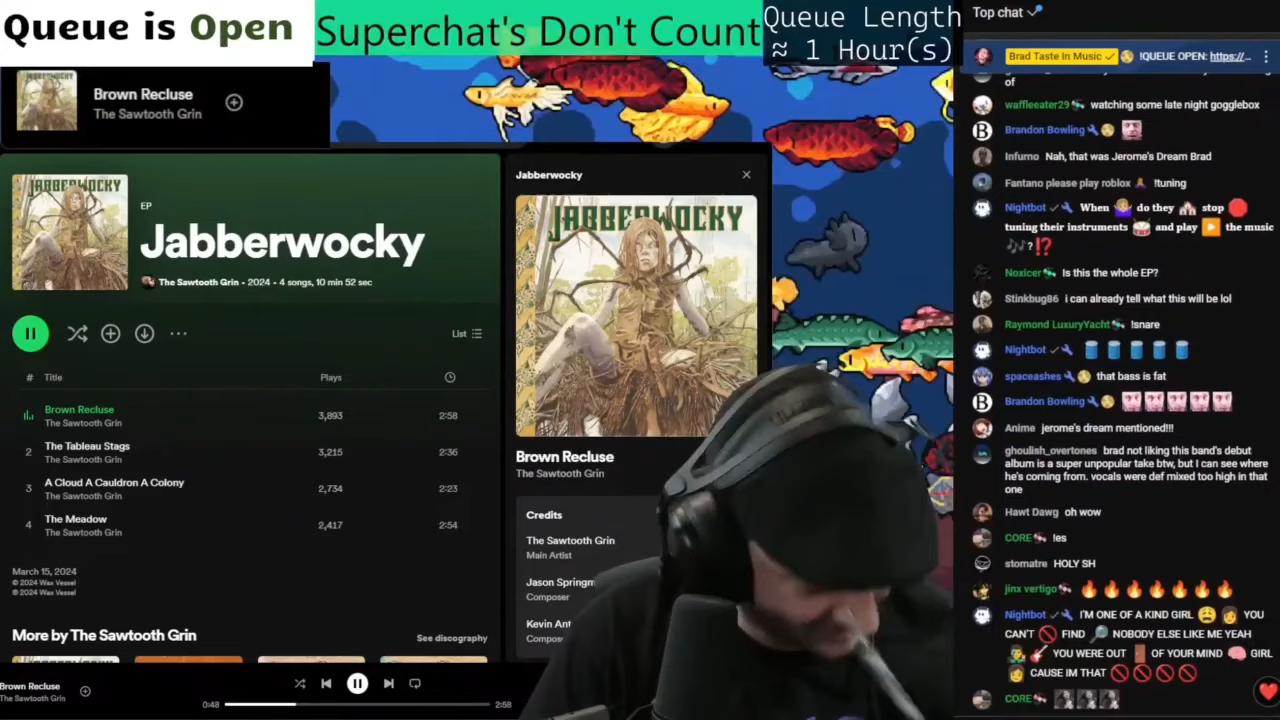 Queue is Open
Superchat's Don't Count
Queue Length
≈ 1 Hour(s)
Brown Recluse
The Sawtooth Grin
JABBERWOCKY
EP
Jabberwocky
The Sawtooth Grin • 2024 • 4 songs, 10 min 52 sec
List
# Title Plays
Brown Recluse 3,893 2:58
The Sawtooth Grin
2 The Tableau Stags 3,215 2:36
The Sawtooth Grin
3 A Cloud A Cauldron A Colony 2,734 2:23
The Sawtooth Grin
4 The Meadow 2,417 2:54
The Sawtooth Grin
March 15, 2024
© 2024 Wax Vessel
© 2024 Wax Vessel
More by The Sawtooth Grin See discography
Jabberwocky
JABBERWOCKY
Brown Recluse
The Sawtooth Grin
Credits
The Sawtooth Grin
Main Artist
Jason Springm
Composer
Kevin Ant
Compos
Brown Recluse
The Sawtooth Grin
0:48 2:58
Top chat
Brad Taste In Music !QUEUE OPEN: https://...
of
waffleeater29 watching some late night gogglebox
Brandon Bowling
Infurno Nah, that was Jerome's Dream Brad
Fantano please play roblox !tuning
Nightbot When 🤷‍♀️ do they 🏘️ stop 🛑
tuning their instruments 🥁 and play ▶️ the music
🎶?⁉️
Noxicer Is this the whole EP?
Stinkbug86 i can already tell what this will be lol
Raymond LuxuryYacht !snare
Nightbot 🛢️ 🛢️ 🛢️ 🛢️ 🛢️
spaceashes that bass is fat
Brandon Bowling
Anime jerome's dream mentioned!!!
ghoulish_overtones brad not liking this band's debut
album is a super unpopular take btw, but I can see where
he's coming from. vocals were def mixed too high in that
one
Hawt Dawg oh wow
CORE !es
stomatre HOLY SH
jinx vertigo 🔥🔥🔥🔥🔥🔥🔥
Nightbot I'M ONE OF A KIND GIRL 😩👩 YOU
CAN'T 🚫 FIND 🔎 NOBODY ELSE LIKE ME YEAH
👨‍🎤🎸 YOU WERE OUT 🚪 OF YOUR MIND 🧠 GIRL
👩 CAUSE IM THAT 🚫🚫🚫🚫
CORE